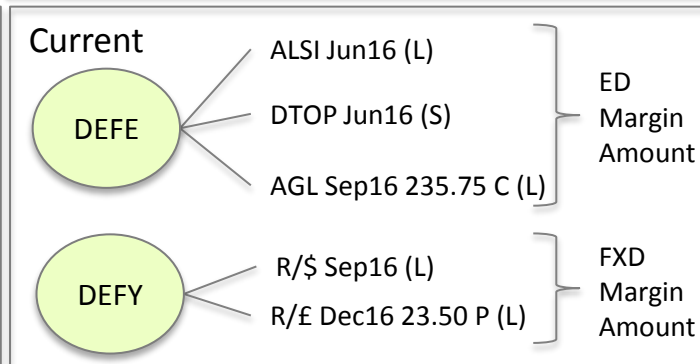 Current
DEFE
ALSI Jun16 (L)
DTOP Jun16 (S)
AGL Sep16 235.75 C (L)
ED
Margin
Amount
DEFY
R/$ Sep16 (L)
R/£ Dec16 23.50 P (L)
FXD
Margin
Amount